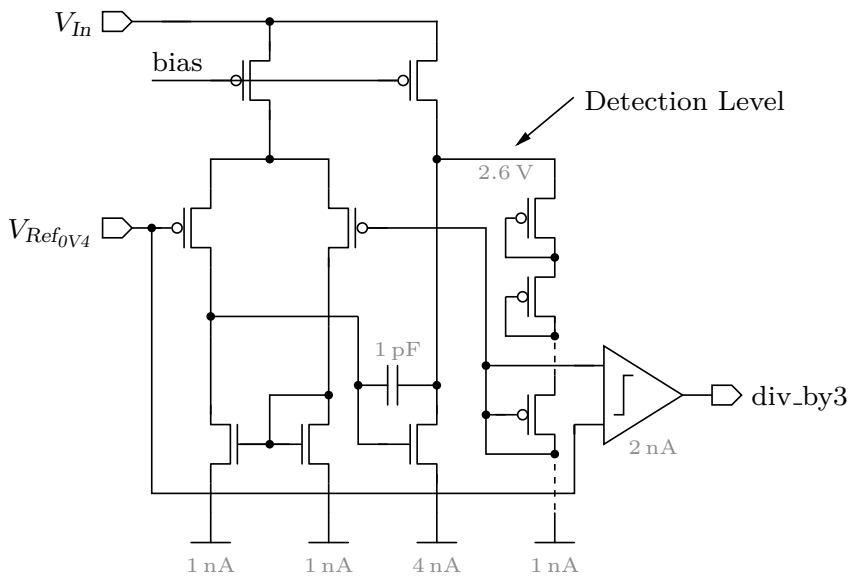 V_In
bias
Detection Level
2.6 V
V_Ref_0V4
1 pF
div_by3
2 nA
1 nA
1 nA
4 nA
1 nA